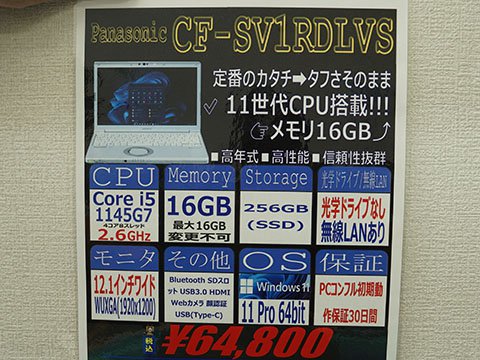 Panasonic CF-SV1RDLVS
定番のカタチ➡タフさそのまま
✓ 11世代CPU搭載!!!
☞メモリ16GB⤴
■高年式 ■高性能 ■信頼性抜群
CPU
Core i5
1145G7
4コア8スレッド
2.6GHz
Memory
16GB
最大16GB
変更不可
Storage
256GB
(SSD)
光学ドライブ/無線LAN
光学ドライブなし
無線LANあり
モニタ
12.1インチワイド
WUXGA(1920x1200)
その他
Bluetooth SDスロ
ット USB3.0 HDMI
Webカメラ 顔認証
USB(Type-C)
OS
Windows 11
11 Pro 64bit
保証
PCコンフル初期動
作保証30日間
税込
¥64,800